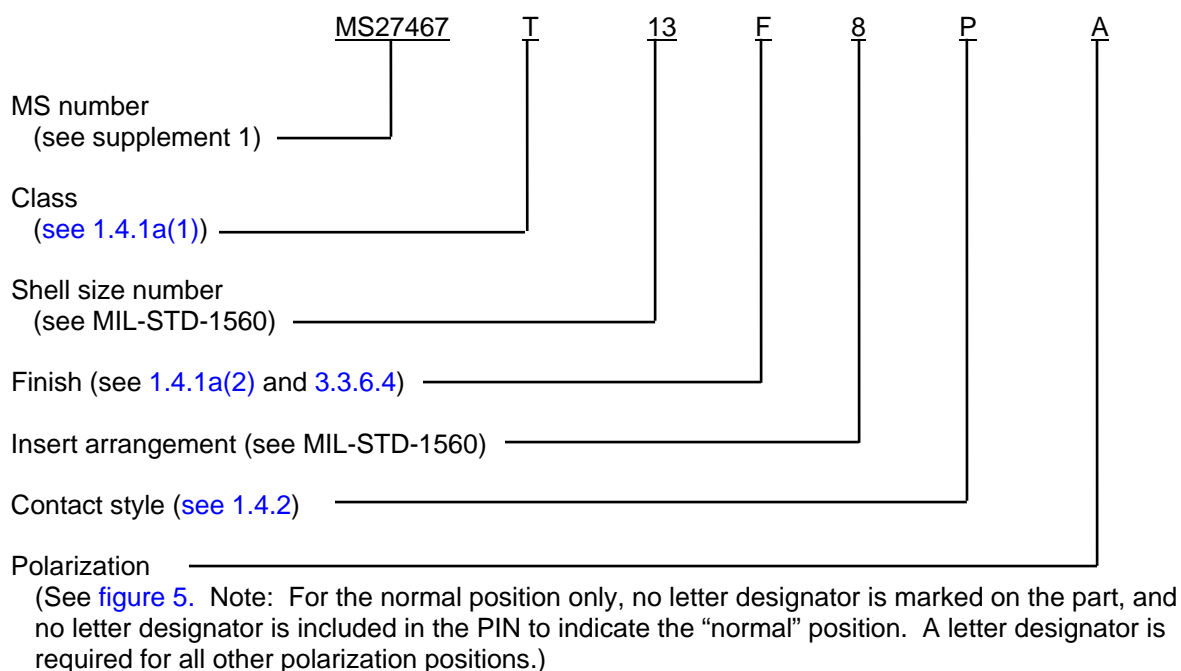 MS27467 T 13 F 8 P A
MS number
(see supplement 1)
Class
(see 1.4.1a(1))
Shell size number
(see MIL-STD-1560)
Finish (see 1.4.1a(2) and 3.3.6.4)
Insert arrangement (see MIL-STD-1560)
Contact style (see 1.4.2)
Polarization
(See figure 5. Note: For the normal position only, no letter designator is marked on the part, and
no letter designator is included in the PIN to indicate the “normal” position. A letter designator is
required for all other polarization positions.)